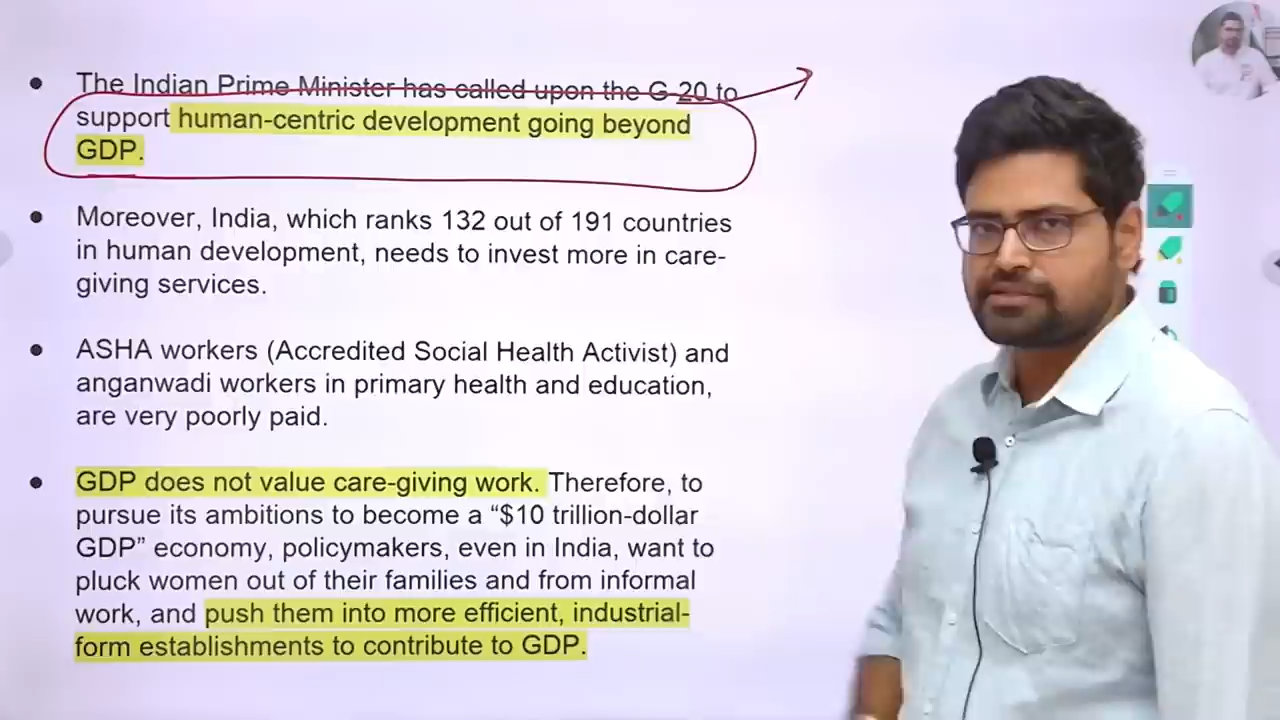 The Indian Prime Minister has called upon the G 20 to
support human-centric development going beyond
GDP.
Moreover, India, which ranks 132 out of 191 countries
in human development, needs to invest more in care-
giving services.
ASHA workers (Accredited Social Health Activist) and
anganwadi workers in primary health and education,
are very poorly paid.
GDP does not value care-giving work. Therefore, to
pursue its ambitions to become a “$10 trillion-dollar
GDP” economy, policymakers, even in India, want to
pluck women out of their families and from informal
work, and push them into more efficient, industrial-
form establishments to contribute to GDP.